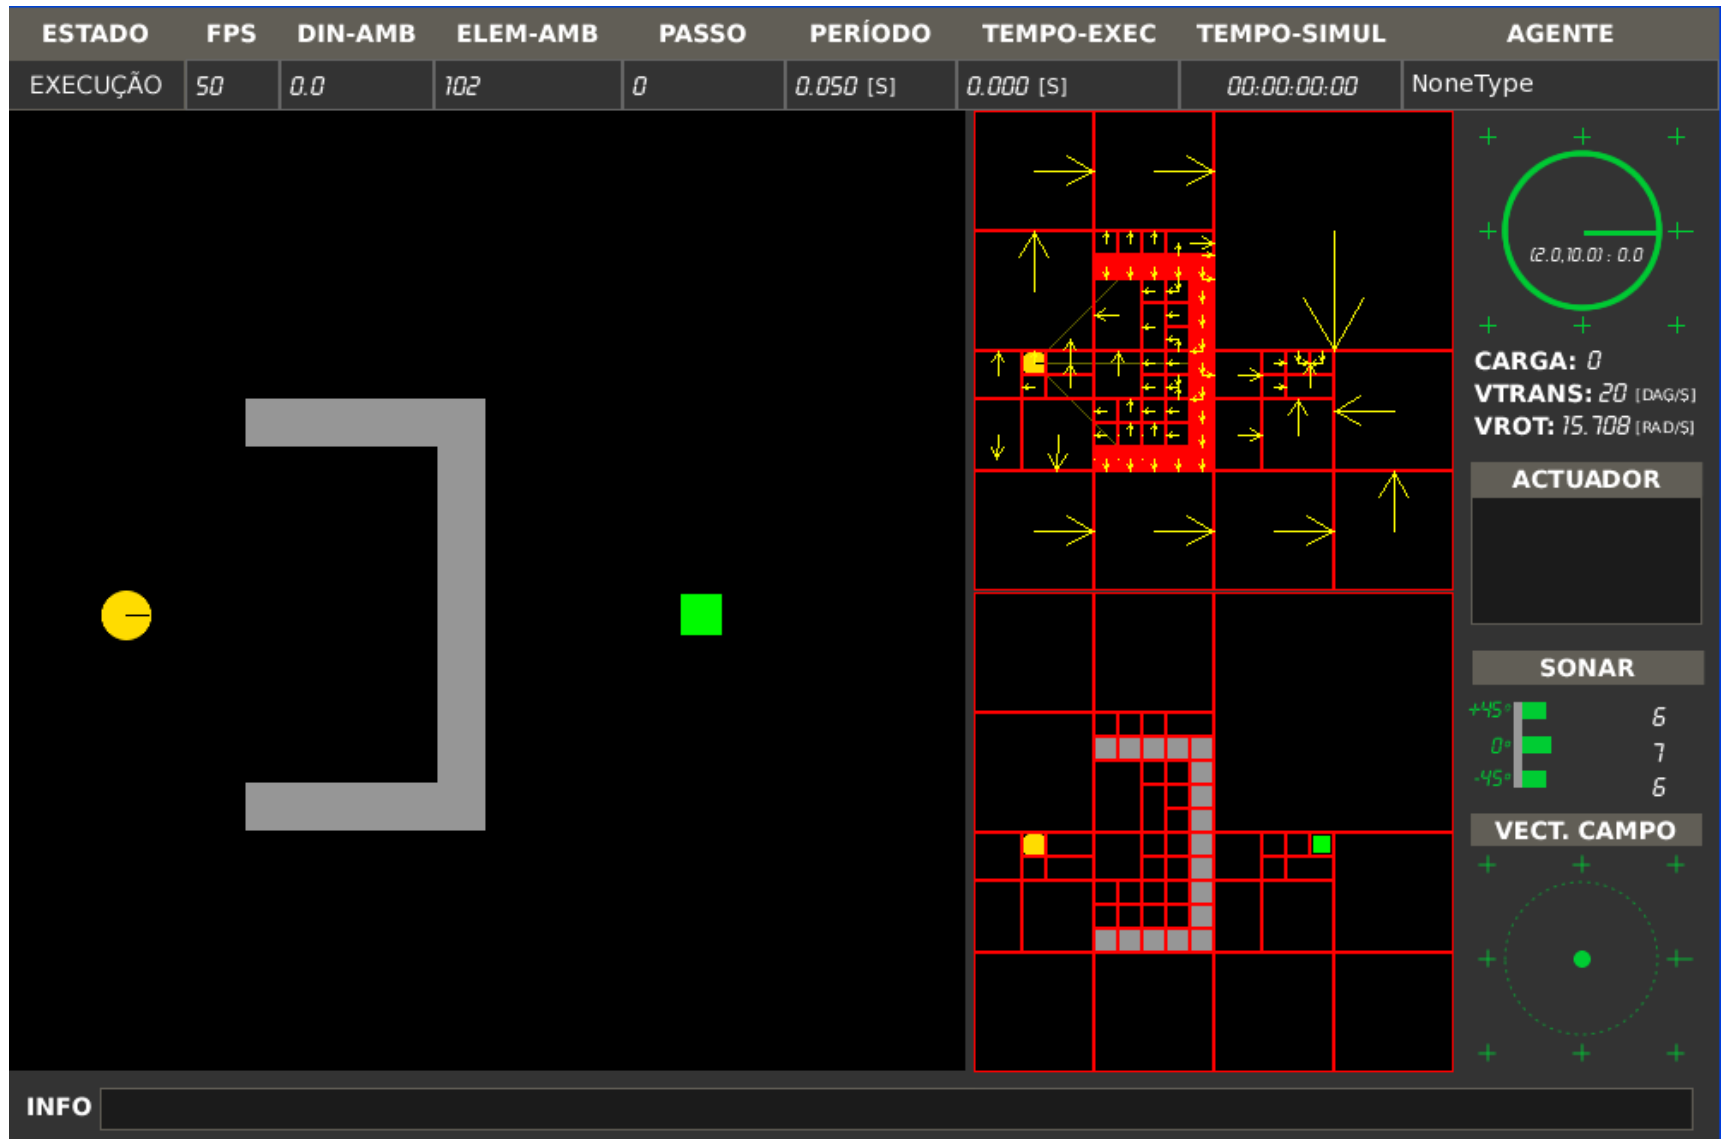 ESTADO FPS DIN-AMB ELEM-AMB PASSO PERÍODO TEMPO-EXEC TEMPO-SIMUL AGENTE
EXECUÇÃO 50 0.0 102 0 0.050 [S] 0.000 [S] 00:00:00:00 NoneType
(2.0,10.0) : 0.0
CARGA: 0
VTRANS: 20 [DAG/S]
VROT: 15.708 [RAD/S]
ACTUADOR
SONAR
+45° 6
0° 7
-45° 6
VECT. CAMPO
INFO